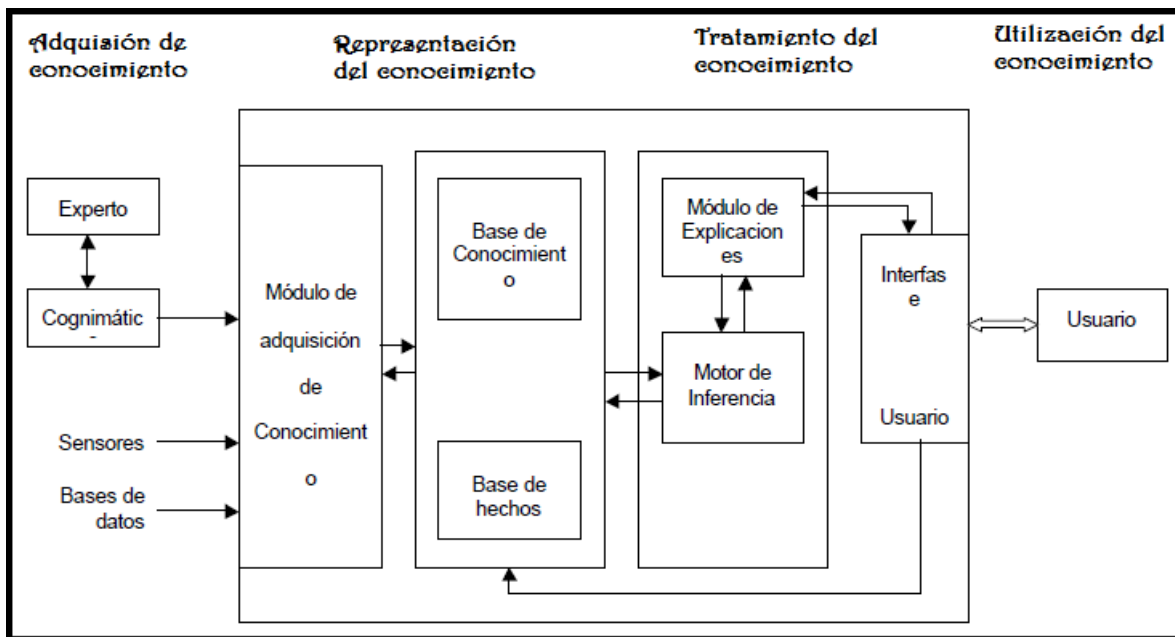 Adquisión de
conocimiento
Representación
del conocimiento
Tratamiento del
conocimiento
Utilización del
conocimiento
Experto
Cognimátic
Sensores
Bases de
datos
Módulo de
adquisición
de
Conocimient
o
Base de
Conocimient
o
Base de
hechos
Módulo de
Explicacion
es
Motor de
Inferencia
Interfas
e
Usuario
Usuario